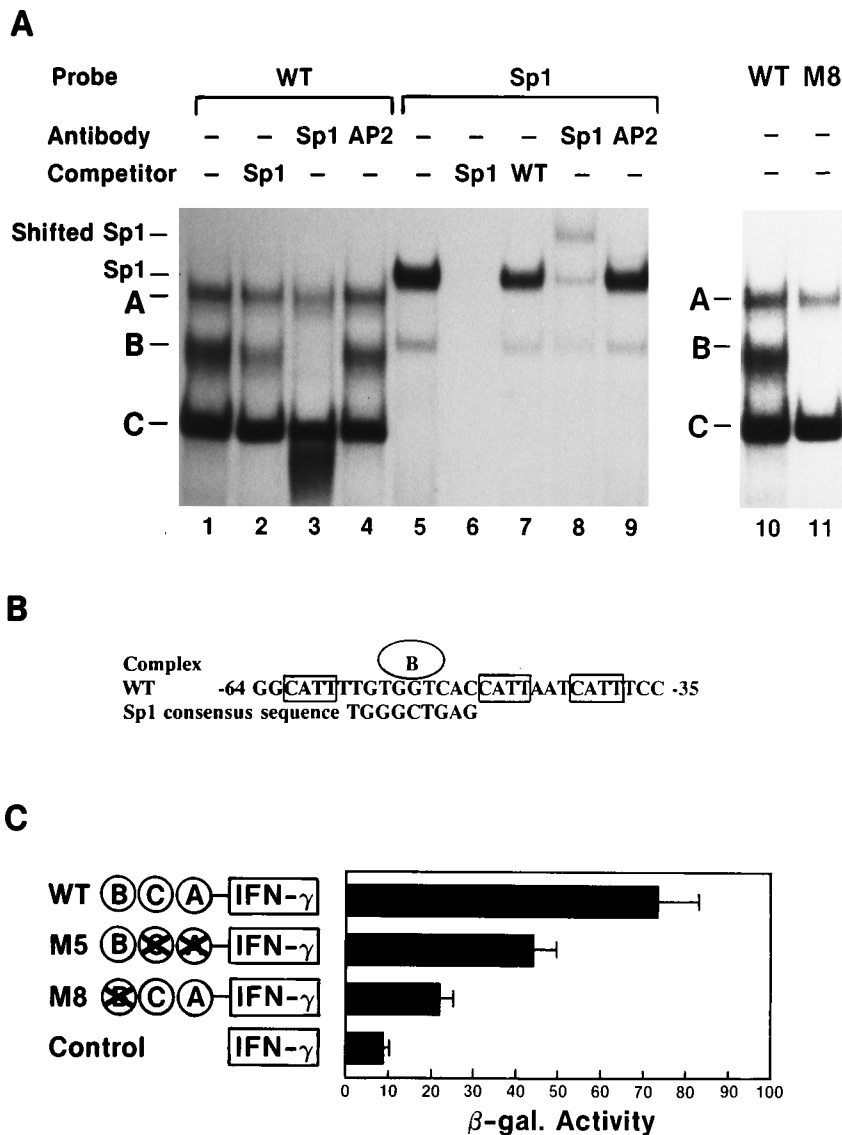 A
Probe WT Sp1 WT M8
Antibody – – Sp1 AP2 – – – Sp1 AP2 – –
Competitor – Sp1 – – – Sp1 WT – – – –
Shifted Sp1 –
Sp1 –
A –
B –
C –
A –
B –
C –
1 2 3 4 5 6 7 8 9 10 11
B
Complex B
WT -64 GGCATTTTGTGGTCACCATTAATCATTTCC -35
Sp1 consensus sequence TGGGCTGAG
C
WT B C A IFN-γ
M5 B C A IFN-γ
M8 B C A IFN-γ
Control IFN-γ
0 10 20 30 40 50 60 70 80 90 100
β-gal. Activity